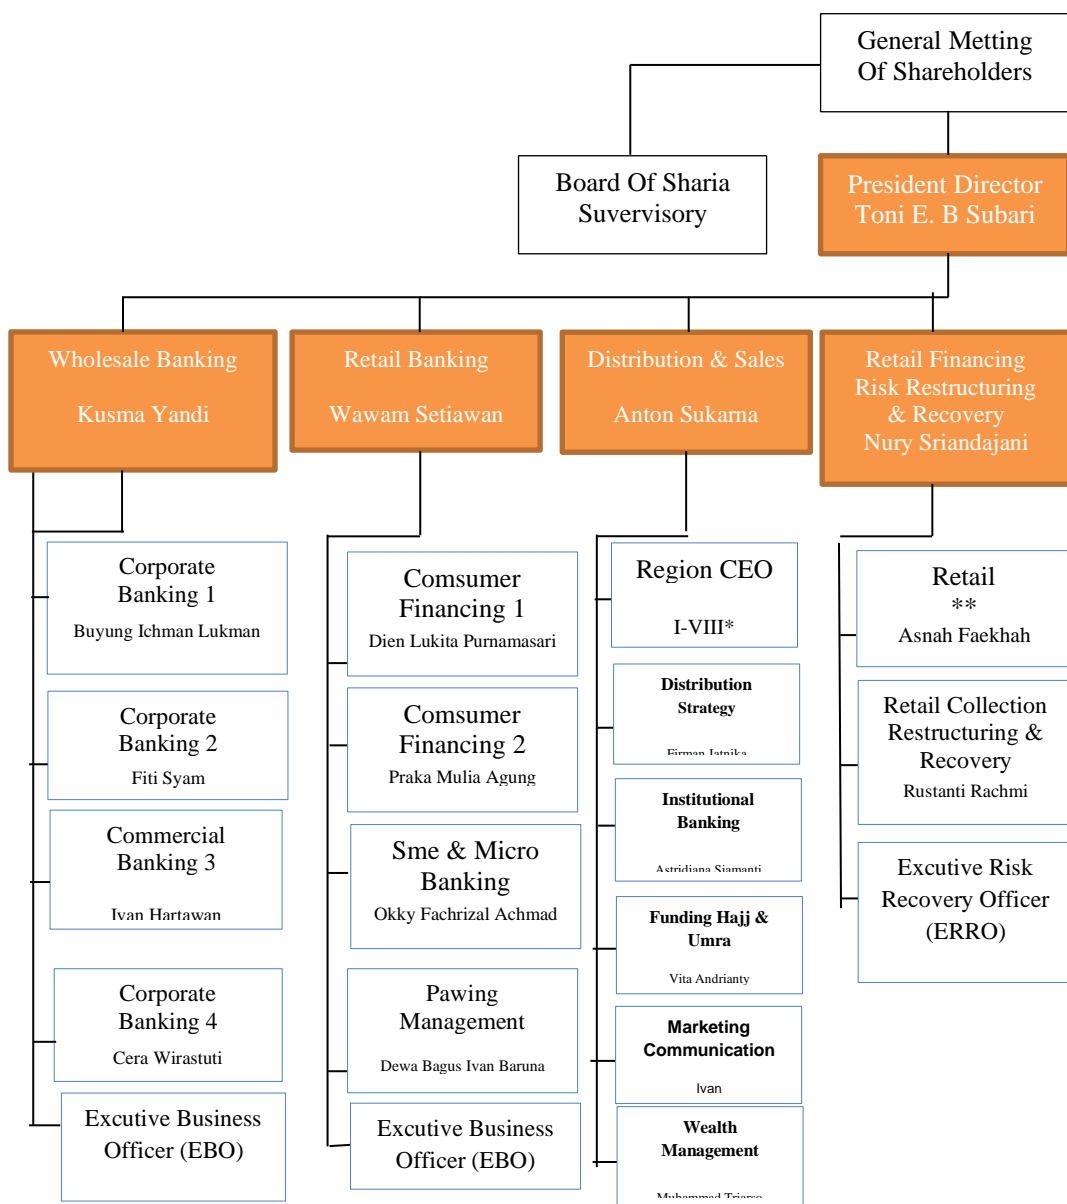 General Metting
Of Shareholders
Board Of Sharia
Suvervisory
President Director
Toni E. B Subari
Wholesale Banking
Kusma Yandi
Retail Banking
Wawam Setiawan
Distribution & Sales
Anton Sukarna
Retail Financing
Risk Restructuring
& Recovery
Nury Sriandajani
Corporate
Banking 1
Buyung Ichman Lukman
Corporate
Banking 2
Fiti Syam
Commercial
Banking 3
Ivan Hartawan
Corporate
Banking 4
Cera Wirastuti
Excutive Business
Officer (EBO)
Comsumer
Financing 1
Dien Lukita Purnamasari
Comsumer
Financing 2
Praka Mulia Agung
Sme & Micro
Banking
Okky Fachrizal Achmad
Pawing
Management
Dewa Bagus Ivan Baruna
Excutive Business
Officer (EBO)
Region CEO
I-VIII*
Distribution
Strategy
Firman Jatnika
Institutional
Banking
Astridiana Sjamanti
Funding Hajj &
Umra
Vita Andrianty
Marketing
Communication
Ivan
Wealth
Management
Muhammad Triarso
Retail
**
Asnah Faekhah
Retail Collection
Restructuring &
Recovery
Rustanti Rachmi
Excutive Risk
Recovery Officer
(ERRO)